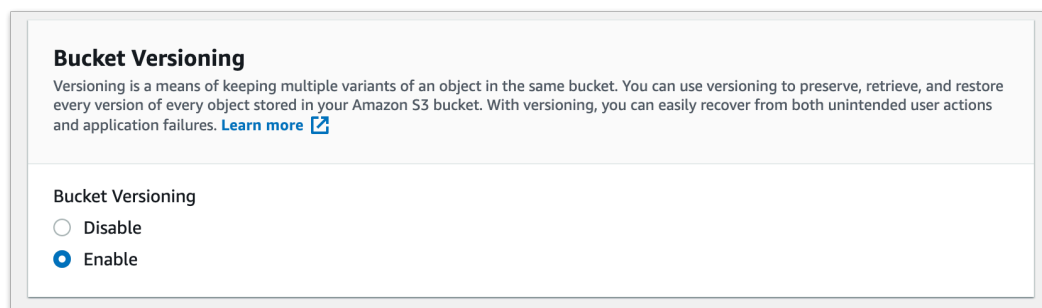 Bucket Versioning
Versioning is a means of keeping multiple variants of an object in the same bucket. You can use versioning to preserve, retrieve, and restore
every version of every object stored in your Amazon S3 bucket. With versioning, you can easily recover from both unintended user actions
and application failures. Learn more
Bucket Versioning
Disable
Enable